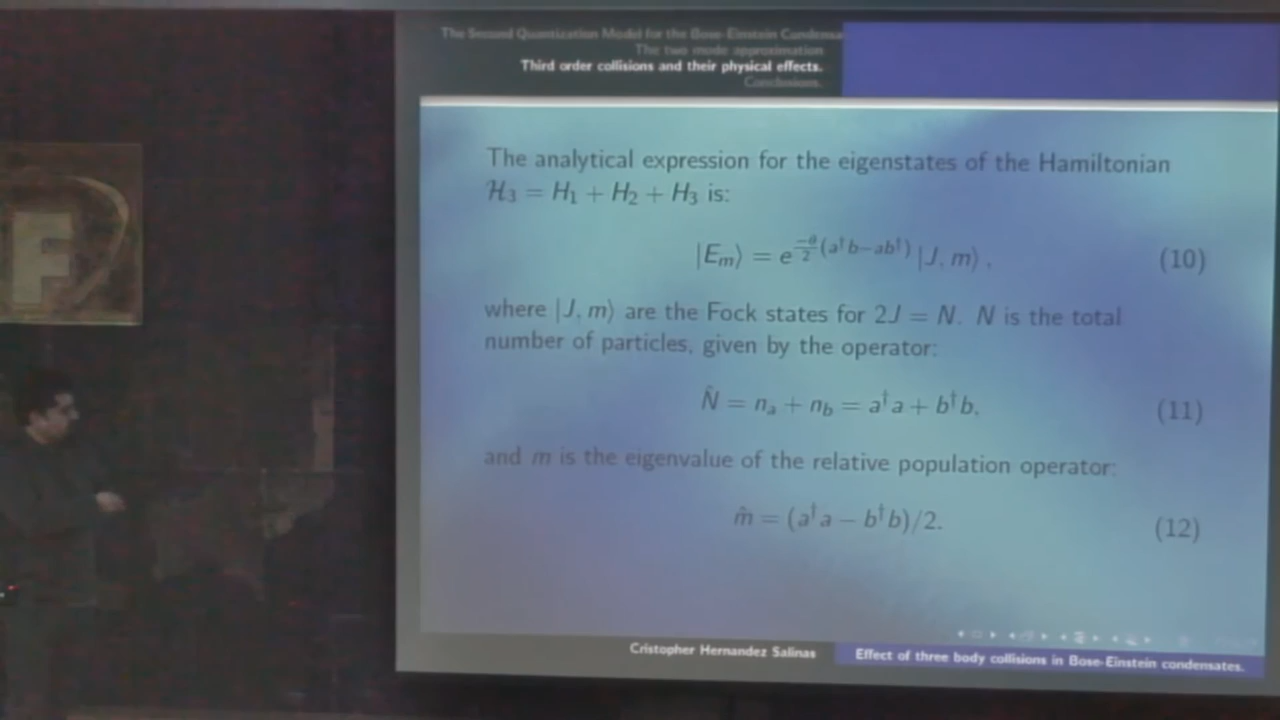 The Second Quantization Model for the Bose-Einstein Condensa
The two mode approximation
Third order collisions and their physical effects.
Conclusions.
The analytical expression for the eigenstates of the Hamiltonian
ℋ₃ = H₁ + H₂ + H₃ is:
|Eₘ⟩ = e^{\frac{-θ}{2}(a†b−ab†)} |J, m⟩ , (10)
where |J, m⟩ are the Fock states for 2J = N. N is the total
number of particles, given by the operator:
N̂ = nₐ + n_b = a†a + b†b, (11)
and m is the eigenvalue of the relative population operator:
m̂ = (a†a − b†b)/2. (12)
Cristopher Hernandez Salinas
Effect of three body collisions in Bose-Einstein condensates.